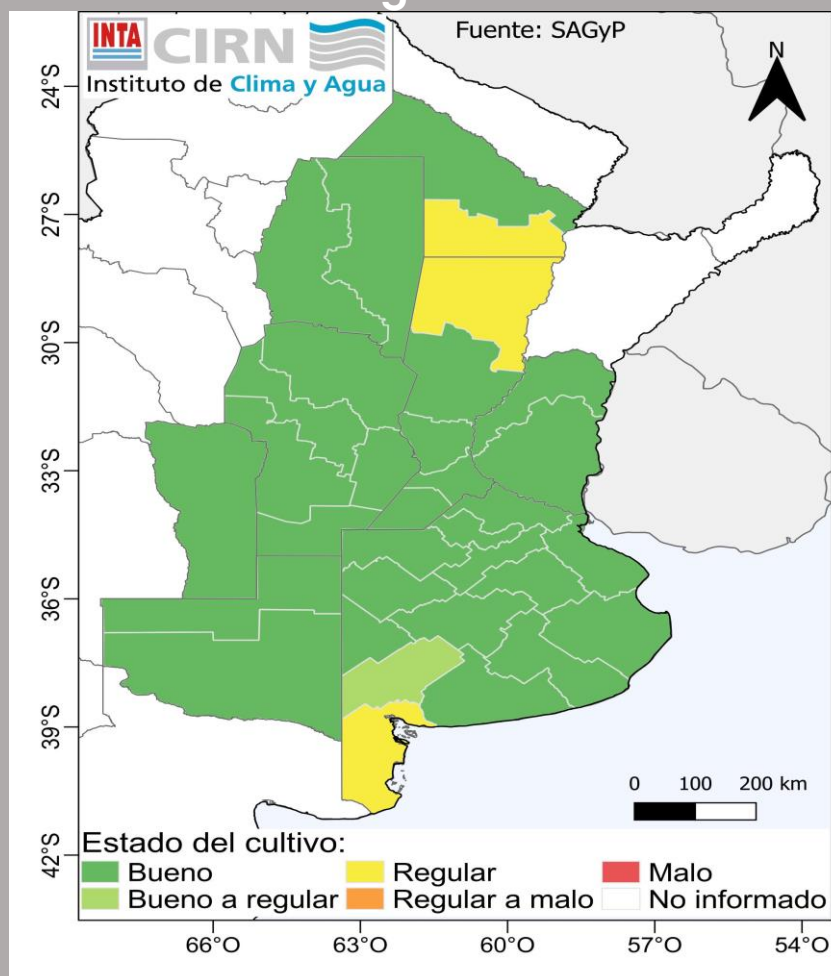 Fuente: SAGyP
INTA CIRN
Instituto de Clima y Agua
N
24°S
27°S
30°S
33°S
36°S
39°S
42°S
0 100 200 km
Estado del cultivo:
Bueno Regular Malo
Bueno a regular Regular a malo No informado
66°O 63°O 60°O 57°O 54°O